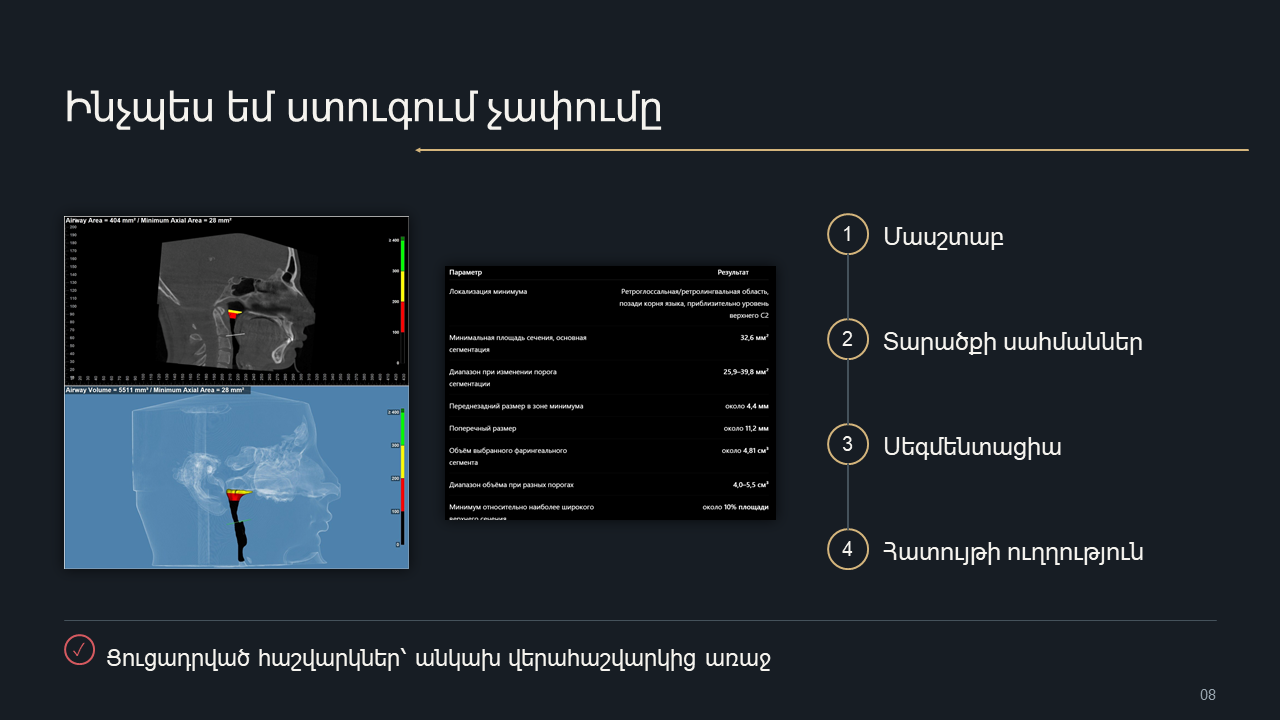 Ինչպես եմ ստուգում չափումը
Airway Area = 404 mm² / Minimum Axial Area = 28 mm²
Airway Volume = 5511 mm³ / Minimum Axial Area = 28 mm²
Параметр Результат
Локализация минимума Ретроглоссальная/ретролингвальная область,
позади корня языка, приблизительно уровень
верхнего C2
Минимальная площадь сечения, основная 32,6 мм²
сегментация
Диапазон при изменении порога 25,9–39,8 мм²
сегментации
Переднезадний размер в зоне минимума около 4,4 мм
Поперечный размер около 11,2 мм
Объём выбранного фарингеального около 4,81 см³
сегмента
Диапазон объёма при разных порогах 4,0–5,5 см³
Минимум относительно наиболее широкого около 10% площади
верхнего сечения
1 Մասշտաբ
2 Տարածքի սահմաններ
3 Սեգմենտացիա
4 Հատույթի ուղղություն
Ցուցադրված հաշվարկներ՝ անկախ վերահաշվարկից առաջ
08